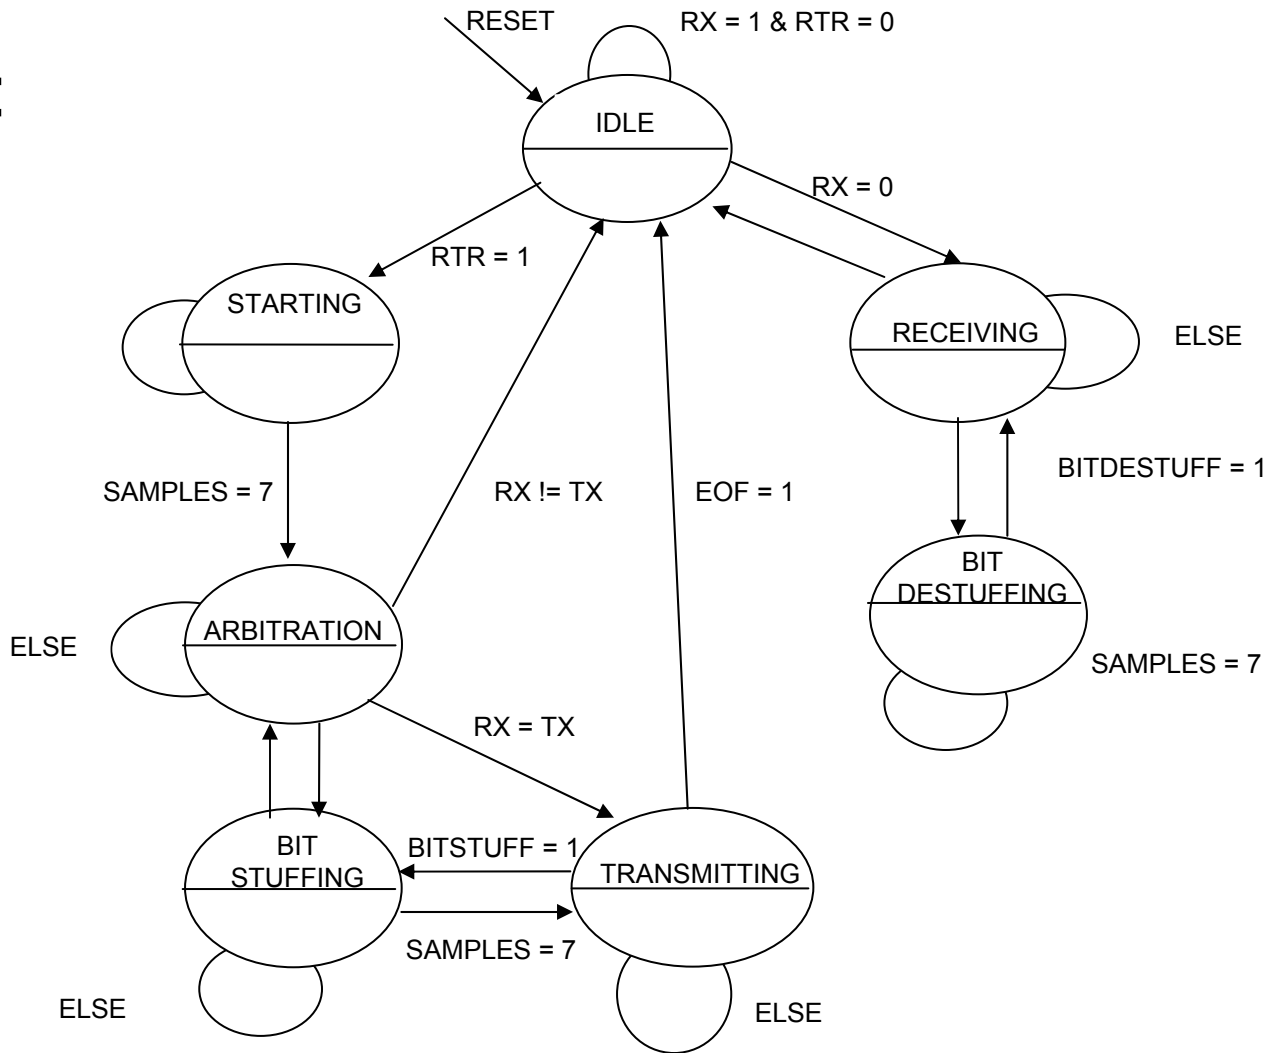 RESET
RX = 1 & RTR = 0
IDLE
RX = 0
RTR = 1
STARTING
RECEIVING
ELSE
SAMPLES = 7
RX != TX
EOF = 1
BITDESTUFF = 1
BIT
DESTUFFING
ELSE
ARBITRATION
SAMPLES = 7
RX = TX
BIT
STUFFING
BITSTUFF = 1
TRANSMITTING
SAMPLES = 7
ELSE
ELSE